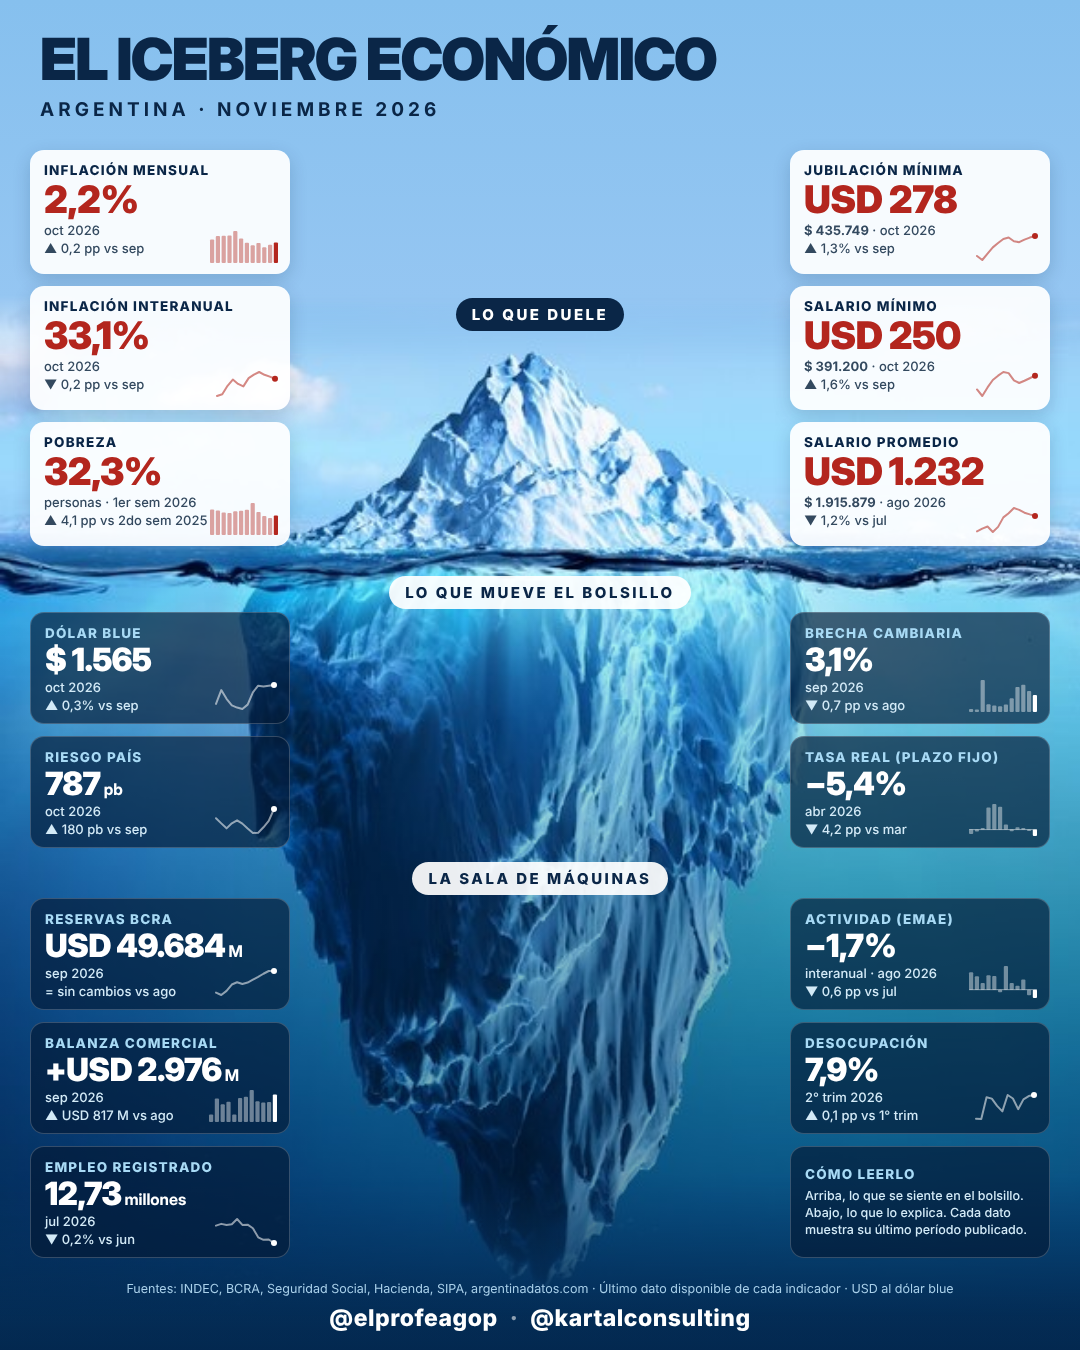 EL ICEBERG ECONÓMICO
ARGENTINA · NOVIEMBRE 2026
INFLACIÓN MENSUAL
2,2%
oct 2026
▲ 0,2 pp vs sep
INFLACIÓN INTERANUAL
33,1%
oct 2026
▼ 0,2 pp vs sep
POBREZA
32,3%
personas · 1er sem 2026
▲ 4,1 pp vs 2do sem 2025
JUBILACIÓN MÍNIMA
USD 278
$ 435.749 · oct 2026
▲ 1,3% vs sep
SALARIO MÍNIMO
USD 250
$ 391.200 · oct 2026
▲ 1,6% vs sep
SALARIO PROMEDIO
USD 1.232
$ 1.915.879 · ago 2026
▼ 1,2% vs jul
LO QUE DUELE
LO QUE MUEVE EL BOLSILLO
DÓLAR BLUE
$ 1.565
oct 2026
▲ 0,3% vs sep
RIESGO PAÍS
787 pb
oct 2026
▲ 180 pb vs sep
BRECHA CAMBIARIA
3,1%
sep 2026
▼ 0,7 pp vs ago
TASA REAL (PLAZO FIJO)
−5,4%
abr 2026
▼ 4,2 pp vs mar
LA SALA DE MÁQUINAS
RESERVAS BCRA
USD 49.684 M
sep 2026
= sin cambios vs ago
BALANZA COMERCIAL
+USD 2.976 M
sep 2026
▲ USD 817 M vs ago
EMPLEO REGISTRADO
12,73 millones
jul 2026
▼ 0,2% vs jun
ACTIVIDAD (EMAE)
−1,7%
interanual · ago 2026
▼ 0,6 pp vs jul
DESOCUPACIÓN
7,9%
2° trim 2026
▲ 0,1 pp vs 1° trim
CÓMO LEERLO
Arriba, lo que se siente en el bolsillo.
Abajo, lo que lo explica. Cada dato
muestra su último período publicado.
Fuentes: INDEC, BCRA, Seguridad Social, Hacienda, SIPA, argentinadatos.com · Último dato disponible de cada indicador · USD al dólar blue
@elprofeagop · @kartalconsulting